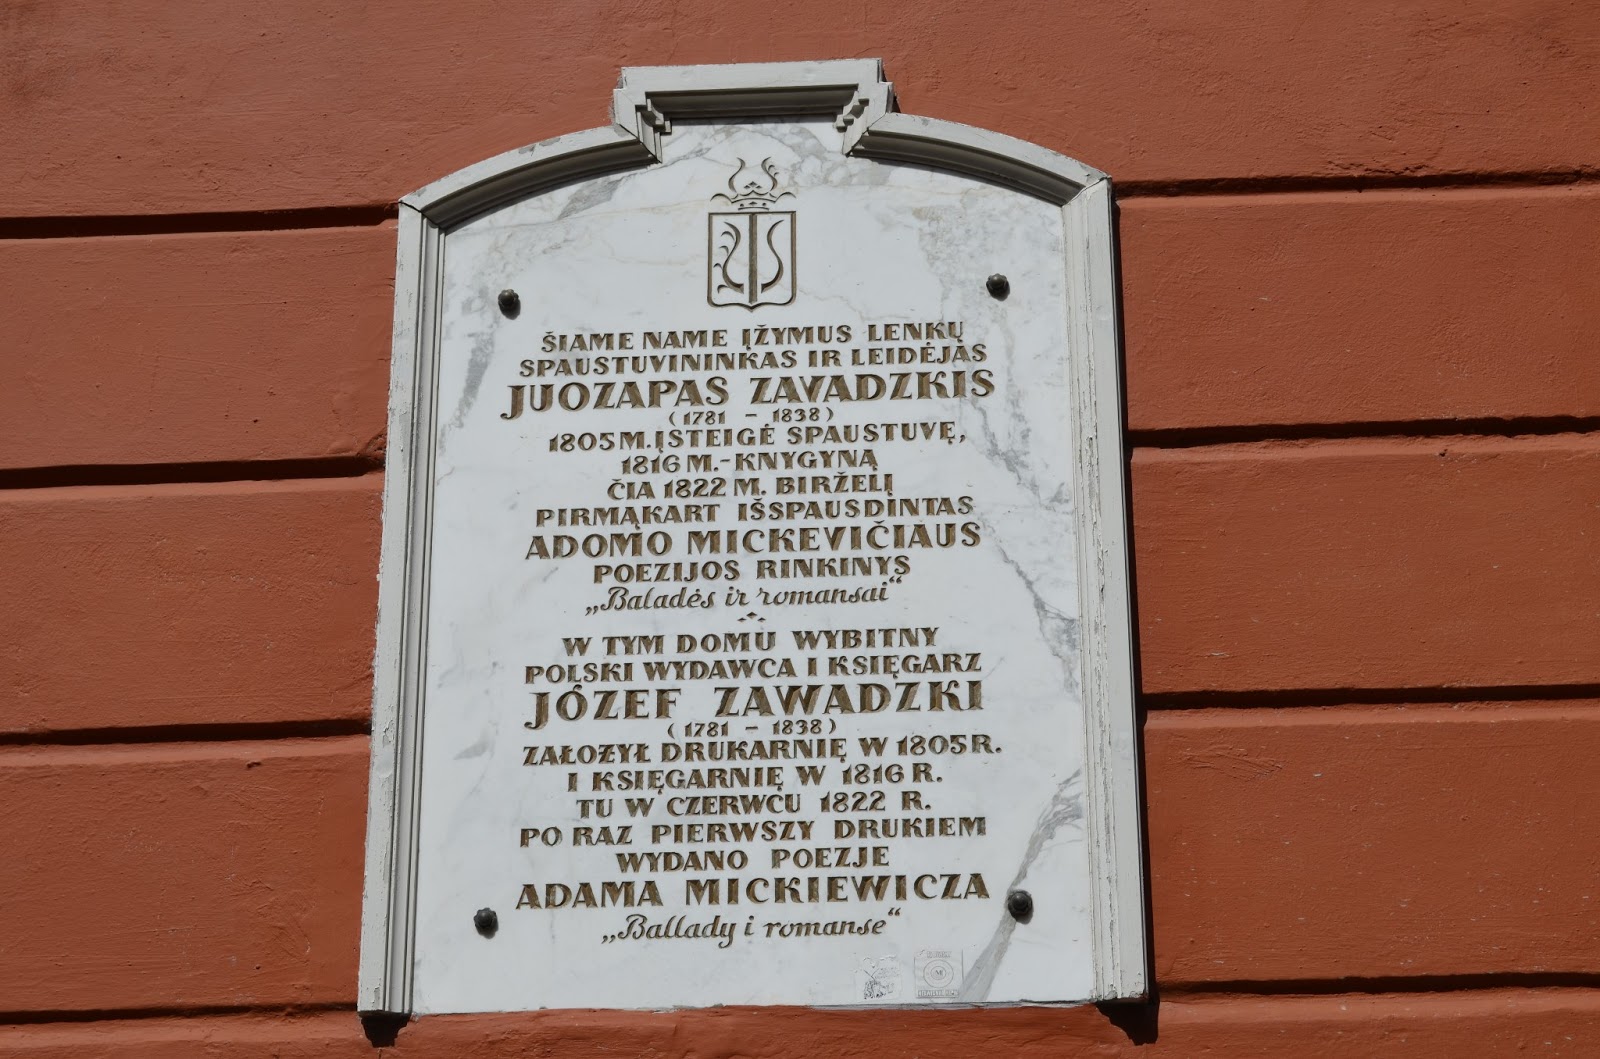 ŠIAME NAME ĮŽYMUS LENKŲ
SPAUSTUVININKAS IR LEIDĖJAS
JUOZAPAS ZAVADZKIS
(1781 – 1838)
1805 M. ĮSTEIGĖ SPAUSTUVĘ,
1816 M.- KNYGYNĄ
ČIA 1822 M. BIRŽELĮ
PIRMĄKART IŠSPAUSDINTAS
ADOMO MICKEVIČIAUS
POEZIJOS RINKINYS
„Baladės ir romansai“
W TYM DOMU WYBITNY
POLSKI WYDAWCA I KSIĘGARZ
JÓZEF ZAWADZKI
(1781 – 1838)
ZAŁOŻYŁ DRUKARNIĘ W 1805 R.
I KSIĘGARNIĘ W 1816 R.
TU W CZERWCU 1822 R.
PO RAZ PIERWSZY DRUKIEM
WYDANO POEZJE
ADAMA MICKIEWICZA
„Ballady i romanse“